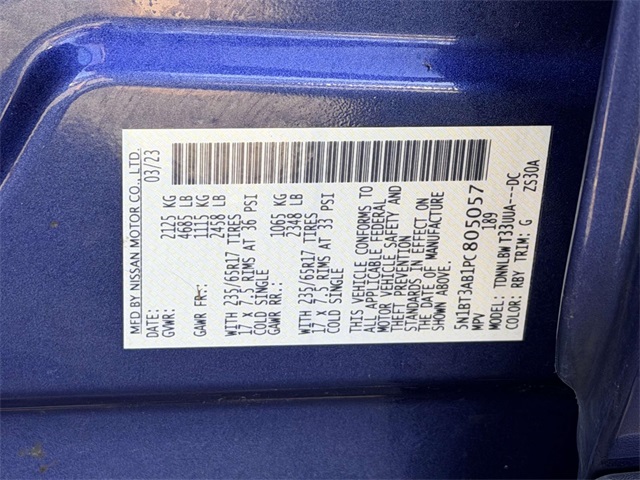 MFD BY NISSAN MOTOR CO., LTD.
DATE: 03/23
GVWR: 2125 KG
4685 LB
GAWR FR.: 1115 KG
2458 LB
WITH 235/65R17 TIRES
17 X 7.5 RIMS AT 36 PSI
COLD SINGLE
GAWR RR.: 1065 KG
2348 LB
WITH 235/65R17 TIRES
17 X 7.5 RIMS AT 33 PSI
COLD SINGLE
THIS VEHICLE CONFORMS TO
ALL APPLICABLE FEDERAL
MOTOR VEHICLE SAFETY AND
THEFT PREVENTION
STANDARDS IN EFFECT ON
THE DATE OF MANUFACTURE
SHOWN ABOVE.
5N1BT3AB1PC805057
MPV 189
MODEL: TDNNLBW T33UUA---DC
COLOR: RBY TRIM: G ZS30A